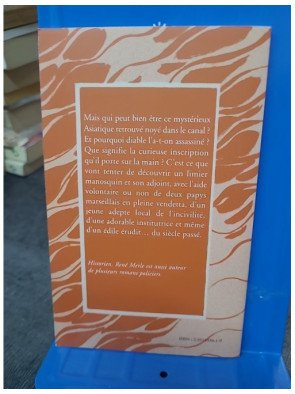 Mais qui peut bien être ce mystérieux
Asiatique retrouvé noyé dans le canal ?
Et pourquoi diable l'a-t-on assassiné ?
Que signifie la curieuse inscription
qu'il porte sur la main ? C'est ce que
vont tenter de découvrir un limier
manosquin et son adjoint, avec l'aide
volontaire ou non de deux papys
marseillais en pleine vendetta, d'un
jeune adepte local de l'incivilité,
d'une adorable institutrice et même
d'un édile érudit ... du siècle passé.
Historien, René Merle est aussi auteur
de plusieurs romans policiers.
ISBN :